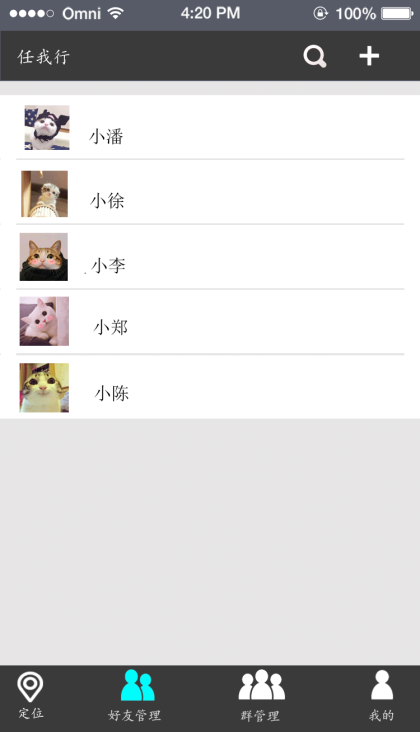 Omni 4:20 PM 100%
任我行
小潘
小徐
小李
小郑
小陈
定位 好友管理 群管理 我的